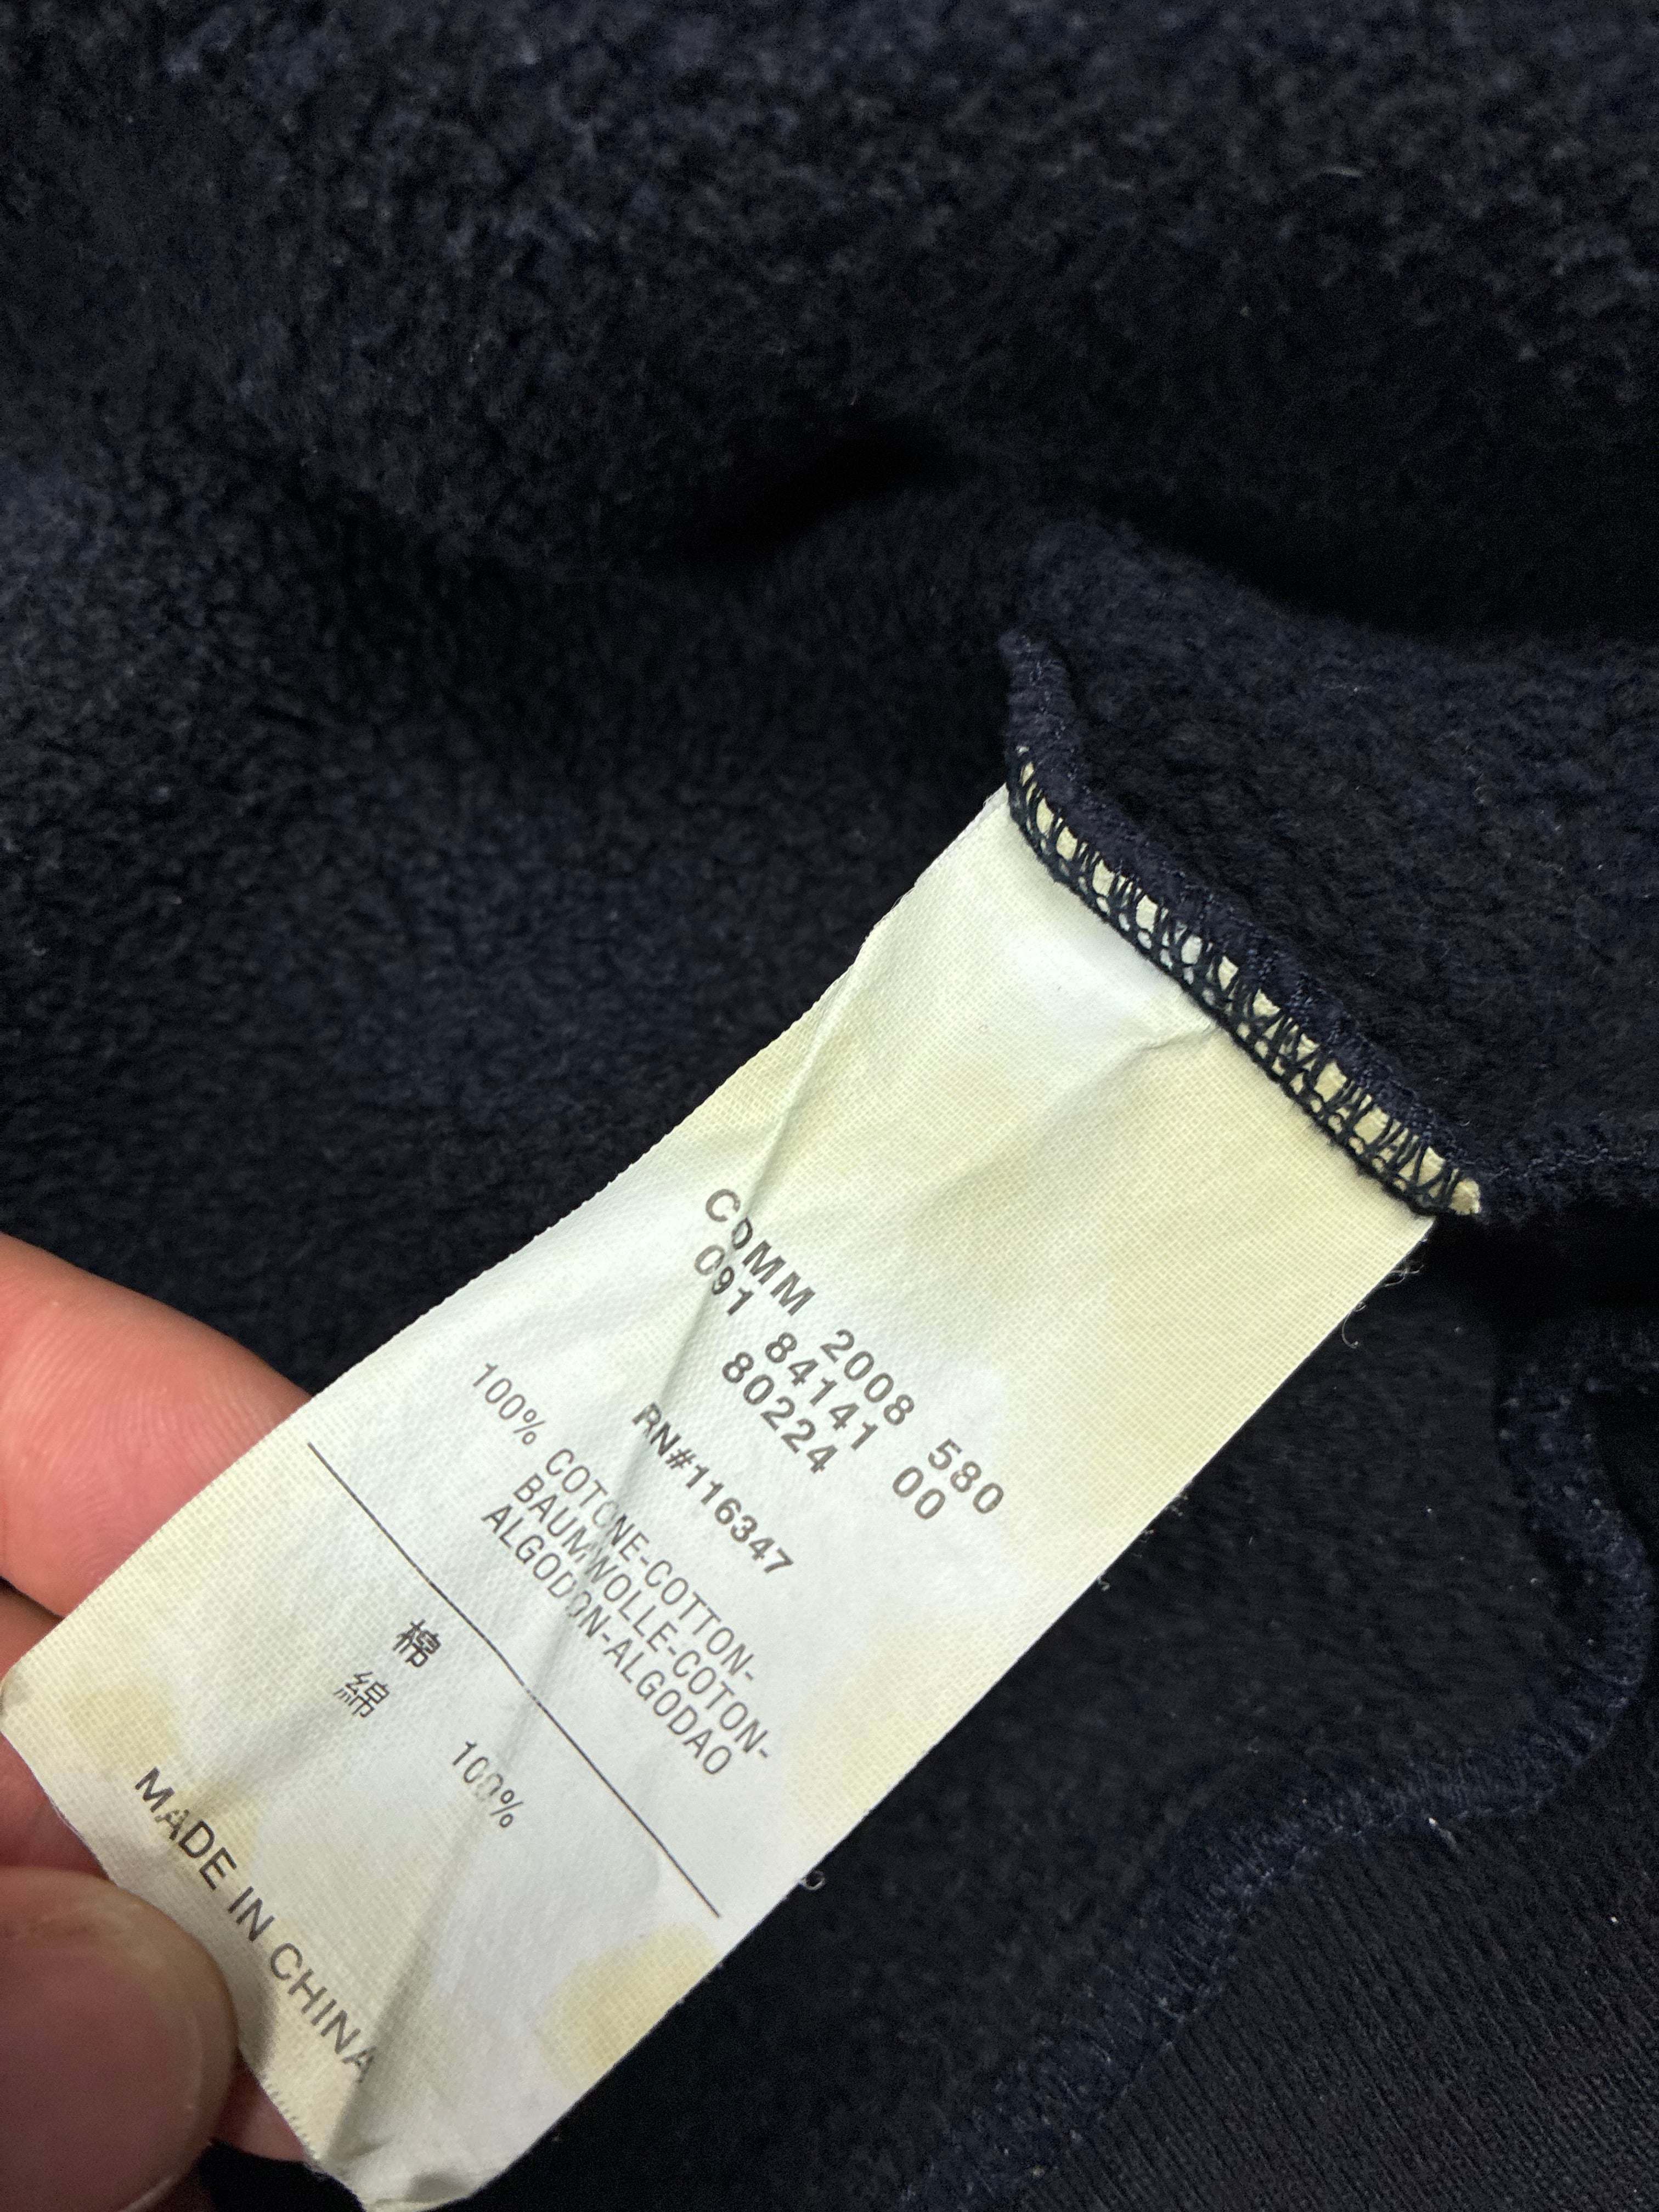 COMM 2008 580
091 84141 00
80224
RN#116347
100% COTONE-COTTON-
BAUMWOLLE-COTON-
ALGODON-ALGODAO
棉
綿 100%
MADE IN CHINA